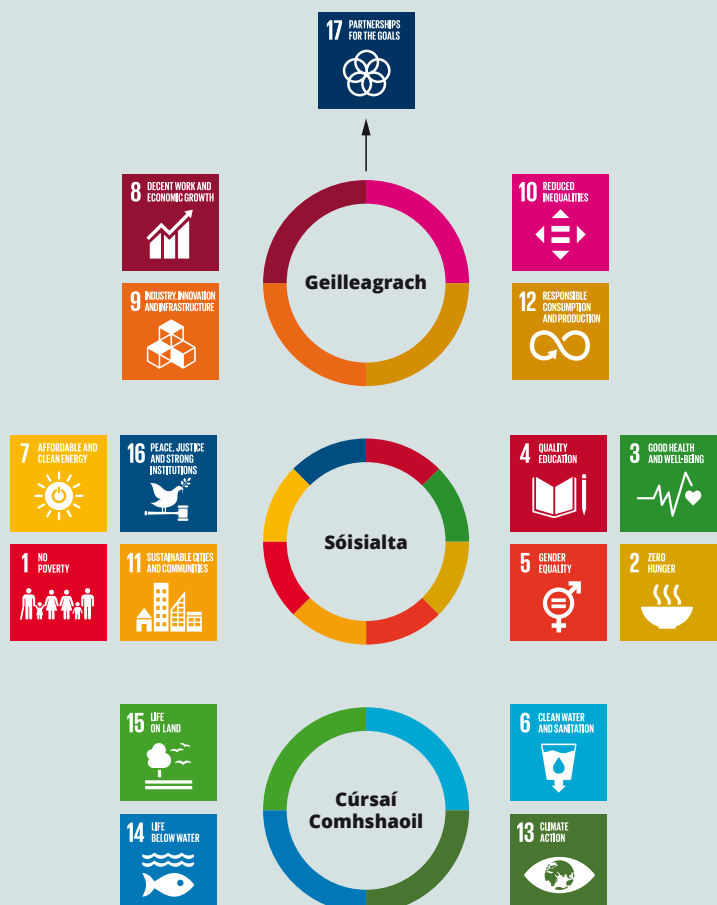 17 PARTNERSHIPS
FOR THE GOALS
8 DECENT WORK AND
ECONOMIC GROWTH
10 REDUCED
INEQUALITIES
Geilleagrach
9 INDUSTRY, INNOVATION
AND INFRASTRUCTURE
12 RESPONSIBLE
CONSUMPTION
AND PRODUCTION
7 AFFORDABLE AND
CLEAN ENERGY
16 PEACE, JUSTICE
AND STRONG
INSTITUTIONS
4 QUALITY
EDUCATION
3 GOOD HEALTH
AND WELL-BEING
Sóisialta
1 NO
POVERTY
11 SUSTAINABLE CITIES
AND COMMUNITIES
5 GENDER
EQUALITY
2 ZERO
HUNGER
15 LIFE
ON LAND
6 CLEAN WATER
AND SANITATION
Cúrsaí
Comhshaoil
14 LIFE
BELOW WATER
13 CLIMATE
ACTION